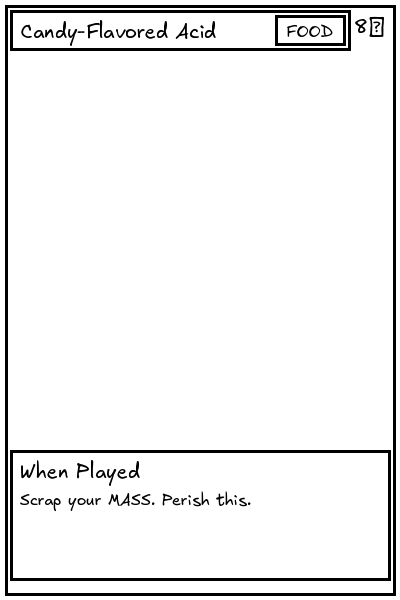 Candy-Flavored Acid FOOD 8
When Played
Scrap your MASS. Perish this.